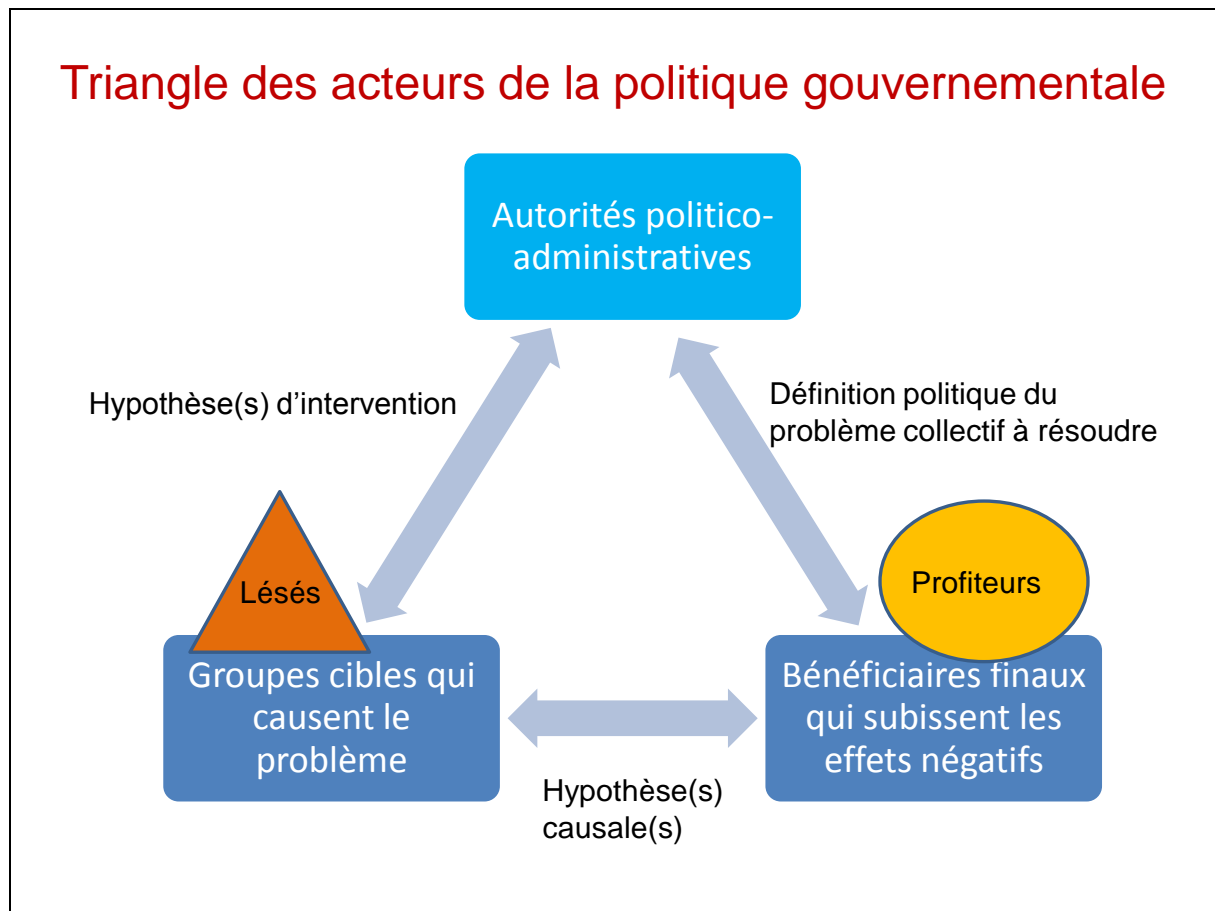 Triangle des acteurs de la politique gouvernementale
Autorités politico-
administratives
Hypothèse(s) d’intervention
Définition politique du
problème collectif à résoudre
Lésés
Profiteurs
Groupes cibles qui
causent le
problème
Bénéficiaires finaux
qui subissent les
effets négatifs
Hypothèse(s)
causale(s)